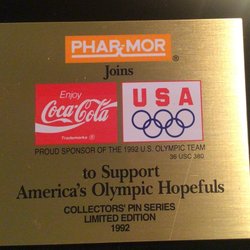 PHAR-MOR ®
Joins
Enjoy
Coca-Cola
Trademarks ®
USA
PROUD SPONSOR OF THE 1992 U.S. OLYMPIC TEAM
36 USC 380
to Support
America's Olympic Hopefuls
COLLECTORS' PIN SERIES
LIMITED EDITION
1992